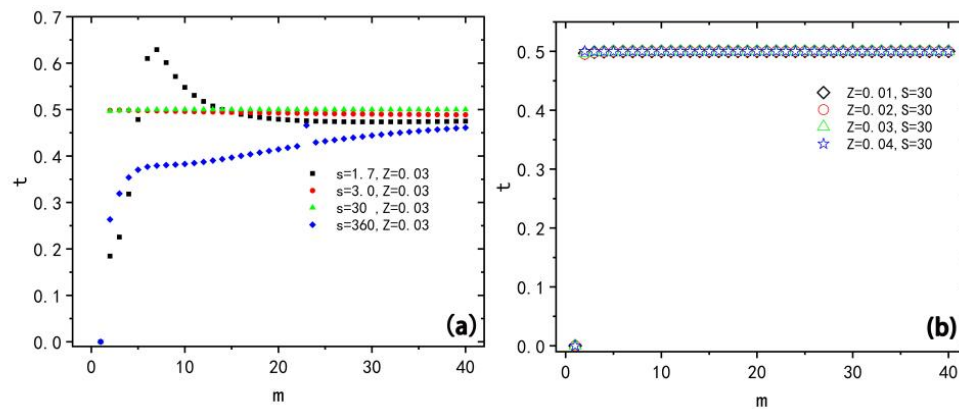 0.7
0.6
0.5
0.4
0.3
0.2
0.1
0.0
t
s=1.7, Z=0.03
s=3.0, Z=0.03
s=30 , Z=0.03
s=360, Z=0.03
(a)
0 10 20 30 40
m
0.5
0.4
0.3
0.2
0.1
0.0
t
Z=0.01, S=30
Z=0.02, S=30
Z=0.03, S=30
Z=0.04, S=30
(b)
0 10 20 30 40
m